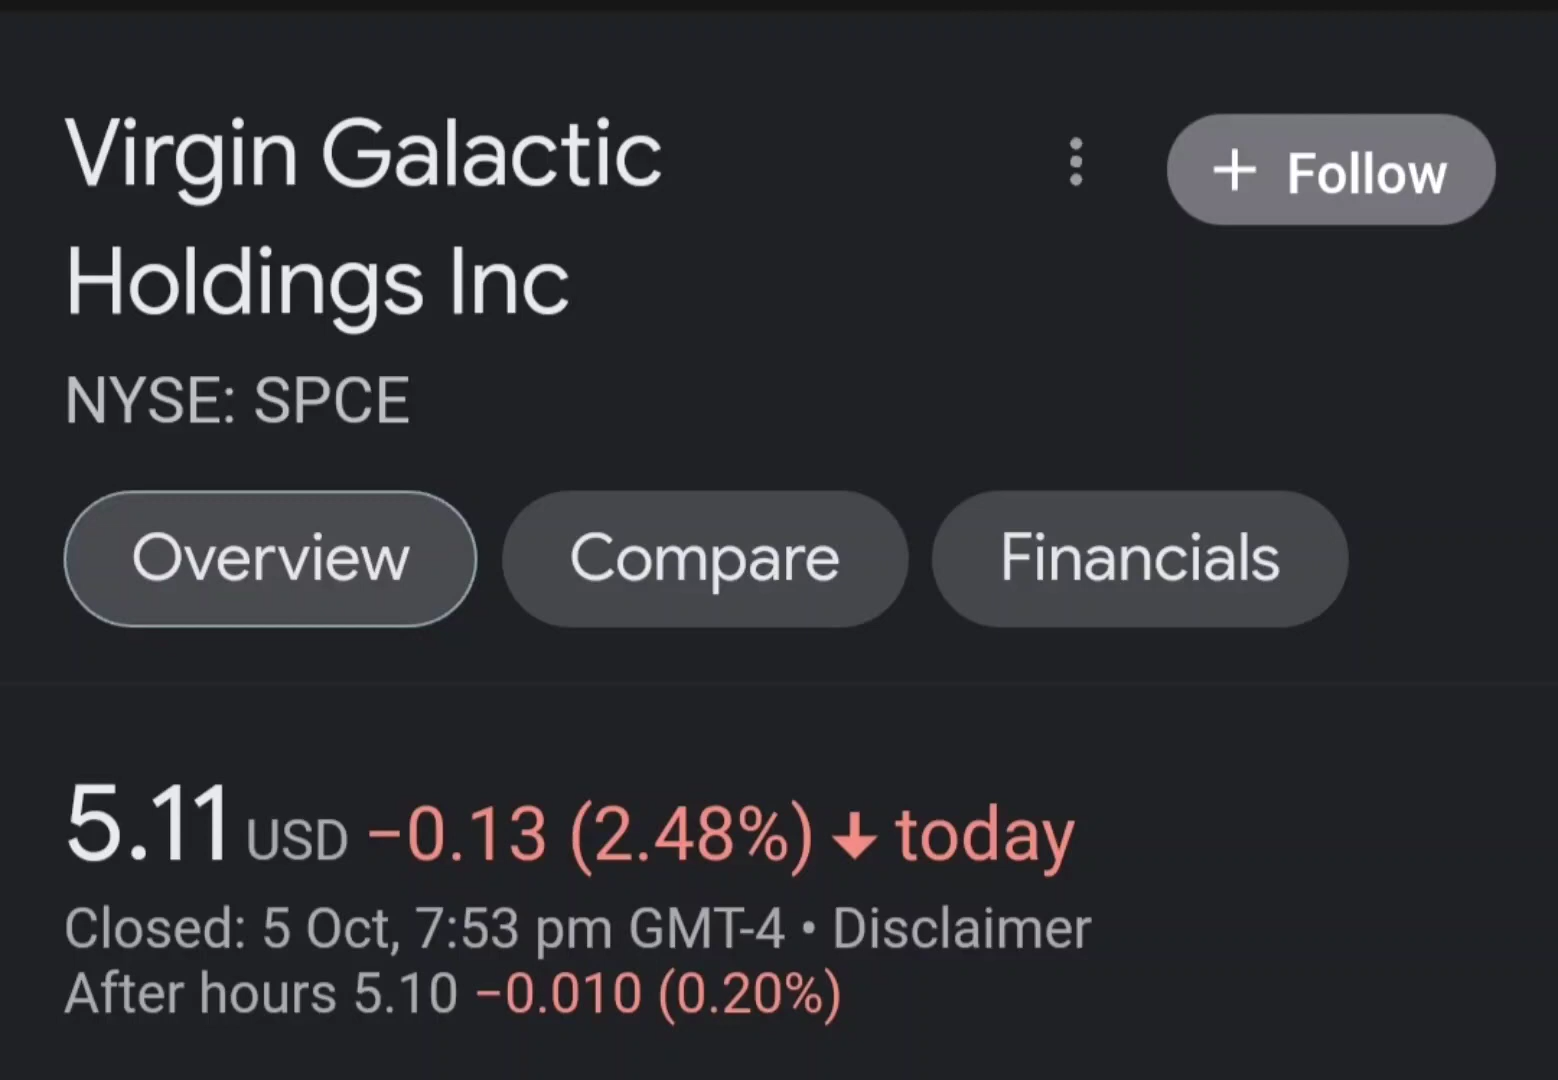 Virgin Galactic
Holdings Inc
+ Follow
NYSE: SPCE
Overview Compare Financials
5.11 USD −0.13 (2.48%) ↓ today
Closed: 5 Oct, 7:53 pm GMT-4 • Disclaimer
After hours 5.10 −0.010 (0.20%)